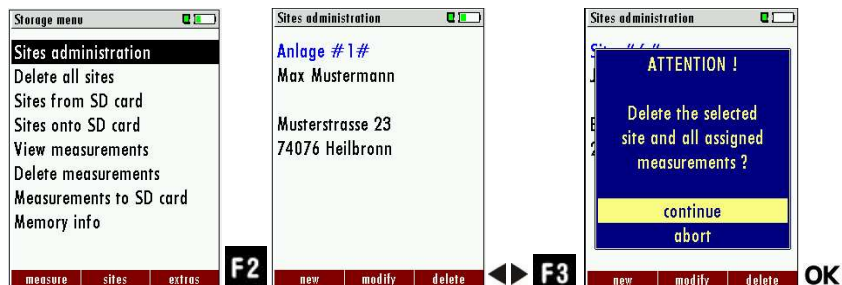 Storage menu
Sites administration
Delete all sites
Sites from SD card
Sites onto SD card
View measurements
Delete measurements
Measurements to SD card
Memory info
measure sites extras
F2
Sites administration
Anlage #1#
Max Mustermann
Musterstrasse 23
74076 Heilbronn
new modify delete
F3
Sites administration
ATTENTION !
Delete the selected
site and all assigned
measurements ?
continue
abort
new modify delete
OK